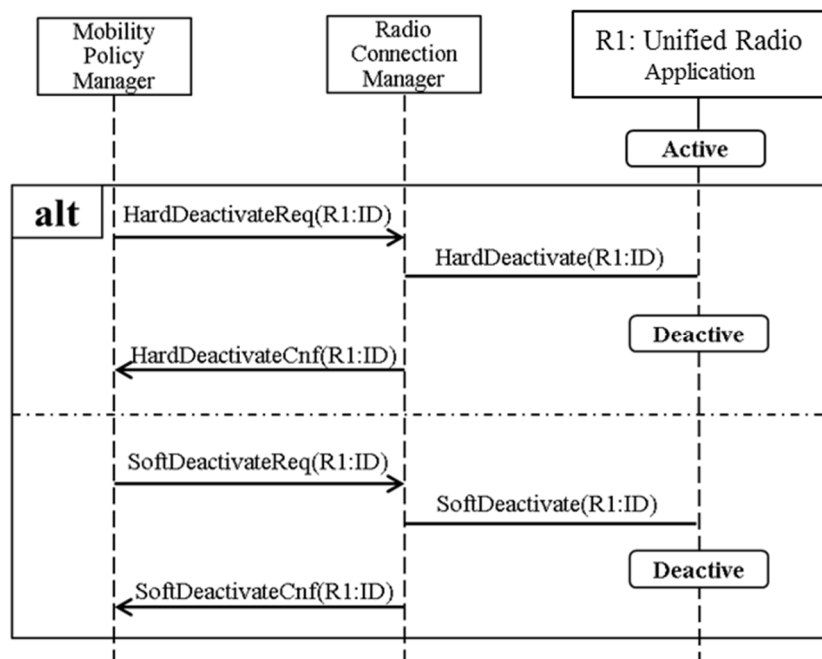 Mobility
Policy
Manager
Radio
Connection
Manager
R1: Unified Radio
Application
Active
alt
HardDeactivateReq(R1:ID)
HardDeactivate(R1:ID)
Deactive
HardDeactivateCnf(R1:ID)
SoftDeactivateReq(R1:ID)
SoftDeactivate(R1:ID)
Deactive
SoftDeactivateCnf(R1:ID)